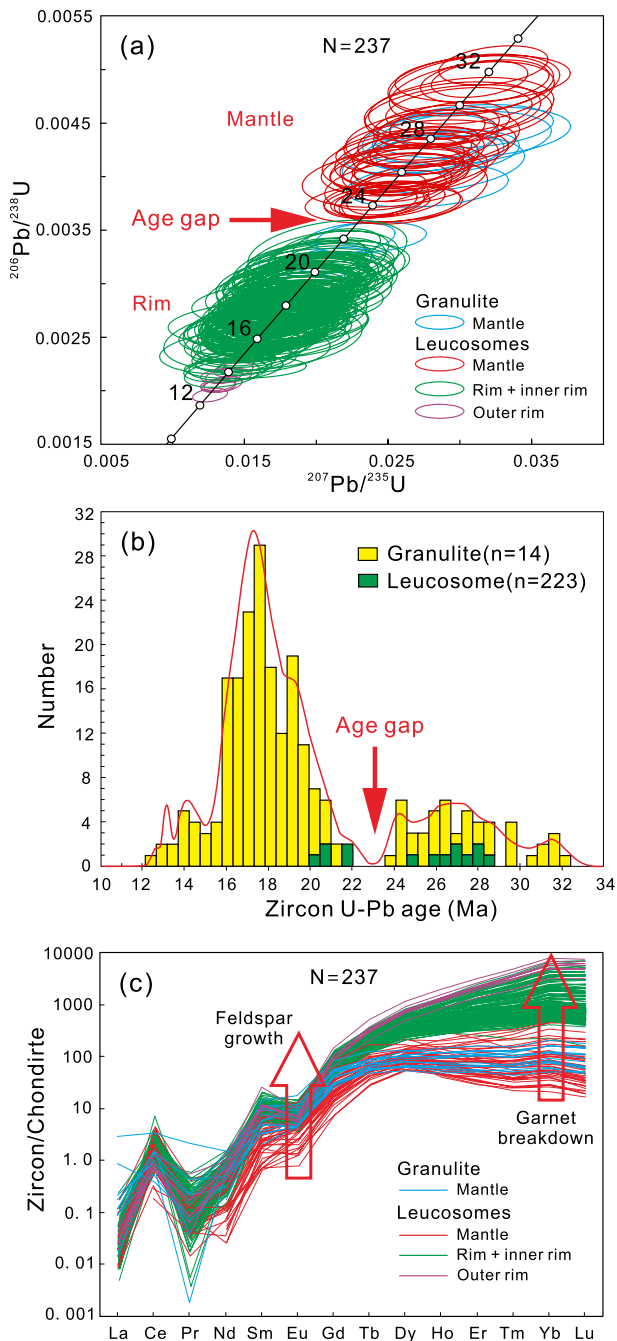 (a)
N=237
0.0055
0.0045
0.0035
0.0025
0.0015
²⁰⁶Pb/²³⁸U
32
28
24
20
16
12
Mantle
Age gap
Rim
Granulite
Mantle
Leucosomes
Mantle
Rim + inner rim
Outer rim
0.005
0.015
0.025
0.035
²⁰⁷Pb/²³⁵U
(b)
32
28
24
20
16
12
8
4
0
Number
Granulite(n=14)
Leucosome(n=223)
Age gap
10 12 14 16 18 20 22 24 26 28 30 32 34
Zircon U-Pb age (Ma)
(c)
N=237
10000
1000
100
10
1.0
0.1
0.01
0.001
Zircon/Chondirte
Feldspar
growth
Garnet
breakdown
Granulite
Mantle
Leucosomes
Mantle
Rim + inner rim
Outer rim
La Ce Pr Nd Sm Eu Gd Tb Dy Ho Er Tm Yb Lu